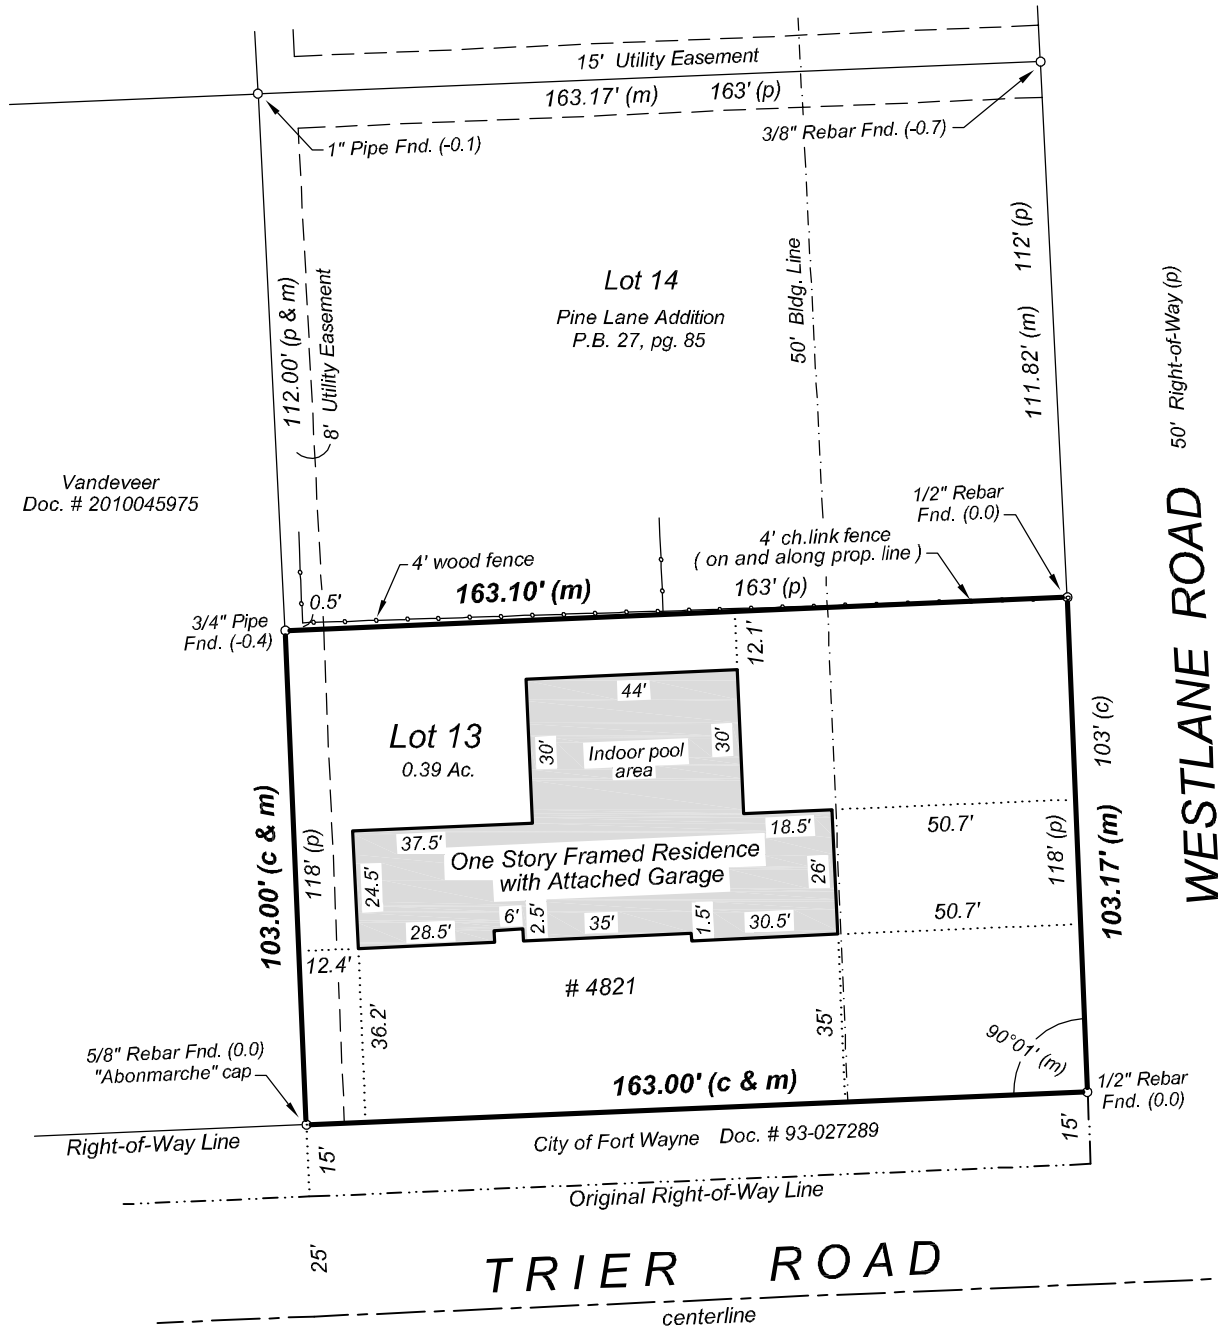 15' Utility Easement
163.17' (m) 163' (p)
1" Pipe Fnd. (-0.1)
3/8" Rebar Fnd. (-0.7)
112.00' (p & m)
8' Utility Easement
Lot 14
Pine Lane Addition
P.B. 27, pg. 85
50' Bldg. Line
111.82' (m) 112' (p)
50' Right-of-Way (p)
WESTLANE ROAD
Vandeveer
Doc. # 2010045975
1/2" Rebar
Fnd. (0.0)
4' ch.link fence
( on and along prop. line )
4' wood fence
163.10' (m)
163' (p)
0.5'
3/4" Pipe
Fnd. (-0.4)
12.1'
44'
Lot 13
0.39 Ac.
30'
Indoor pool
area
30'
103' (c)
118' (p)
103.17' (m)
103.00' (c & m)
118' (p)
37.5'
18.5'
50.7'
One Story Framed Residence
with Attached Garage
24.5'
26'
28.5'
6'
2.5'
35'
1.5'
30.5'
50.7'
12.4'
# 4821
36.2'
35'
90°01' (m)
5/8" Rebar Fnd. (0.0)
"Abonmarche" cap
163.00' (c & m)
1/2" Rebar
Fnd. (0.0)
Right-of-Way Line
15'
City of Fort Wayne Doc. # 93-027289
15'
Original Right-of-Way Line
25'
TRIER ROAD
centerline